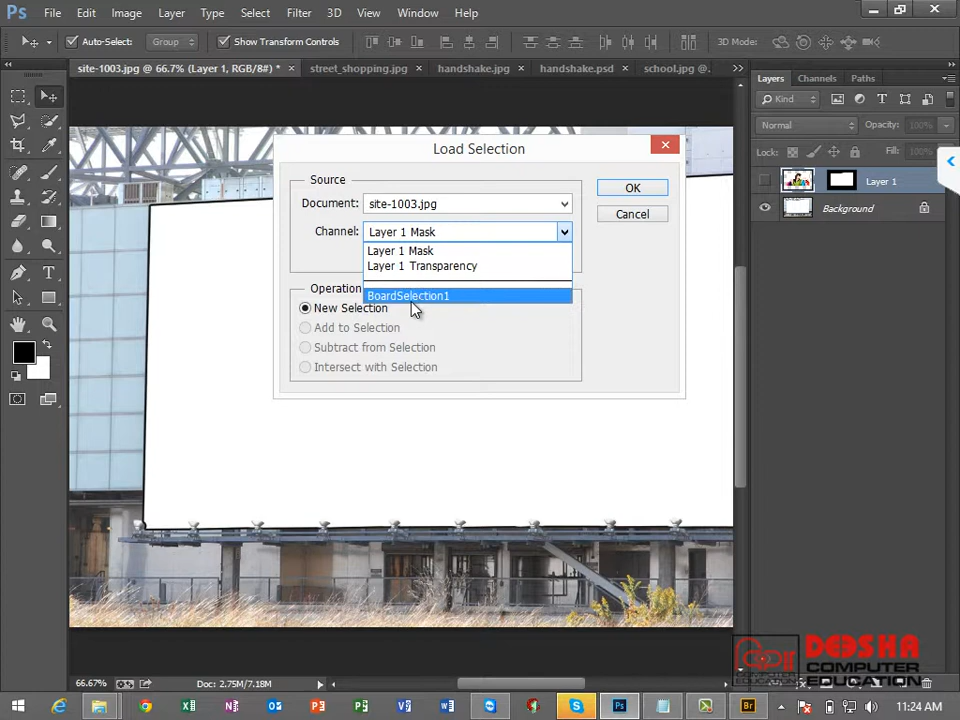 Ps File Edit Image Layer Type Select Filter 3D View Window Help
Auto-Select: Group Show Transform Controls 3D Mode:
site-1003.jpg @ 66.7% (Layer 1, RGB/8#) * × street_shopping.jpg × handshake.jpg × handshake.psd × school.jpg @ »
Layers Channels Paths
Kind
Normal Opacity: 100%
Lock: Fill: 100%
Layer 1
Background
Load Selection
Source
Document: site-1003.jpg
Channel: Layer 1 Mask
Layer 1 Mask
Layer 1 Transparency
BoardSelection1
OK
Cancel
Operation
New Selection
Add to Selection
Subtract from Selection
Intersect with Selection
66.67% Doc: 2.75M/7.18M
DEOSHA
COMPUTER
EDUCATION
11:24 AM